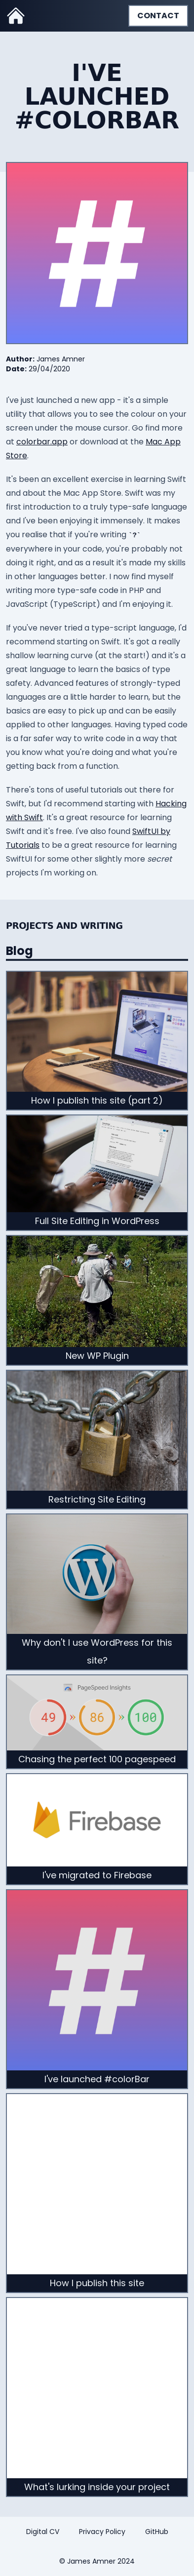 CONTACT
I'VE
LAUNCHED
#COLORBAR
#
Author: James Amner
Date: 29/04/2020
I've just launched a new app - it's a simple
utility that allows you to see the colour on your
screen under the mouse cursor. Go find more
at colorbar.app or download at the Mac App
Store.
It's been an excellent exercise in learning Swift
and about the Mac App Store. Swift was my
first introduction to a truly type-safe language
and I've been enjoying it immensely. It makes
you realise that if you're writing `?`
everywhere in your code, you're probably not
doing it right, and as a result it's made my skills in
other languages better. I now find myself
writing more type-safe code in PHP and
JavaScript (TypeScript) and I'm enjoying it.
If you've never tried a type-script language, I'd
recommend starting on Swift. It's got a really
shallow learning curve (at the start!) and it's a
great language to learn the basics of type
safety. Advanced features of strongly-typed
languages are a little harder to learn, but the
basics are easy to pick up and can be easily
applied to other languages. Having typed code
is a far safer way to write code in a way that
you know what you're doing and what you're
getting back from a function.
There's tons of useful tutorials out there for
Swift, but I'd recommend starting with Hacking
with Swift. It's a great resource for learning
Swift and it's free. I've also found SwiftUI by
Tutorials to be a great resource for learning
SwiftUI for some other slightly more secret
projects I'm working on.
PROJECTS AND WRITING
Blog
How I publish this site (part 2)
Full Site Editing in WordPress
New WP Plugin
Restricting Site Editing
Why don't I use WordPress for this
site?
PageSpeed Insights
49 » 86 » 100
Chasing the perfect 100 pagespeed
Firebase
I've migrated to Firebase
#
I've launched #colorBar
How I publish this site
What's lurking inside your project
Digital CV Privacy Policy GitHub
© James Amner 2024